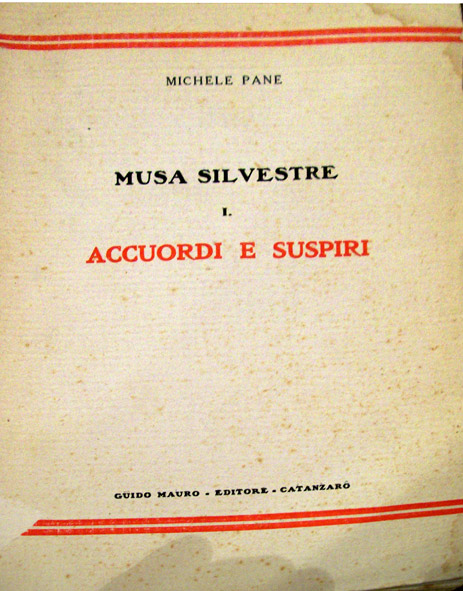 MICHELE PANE
MUSA SILVESTRE
I.
ACCUORDI E SUSPIRI
GUIDO MAURO - EDITORE - CATANZARO